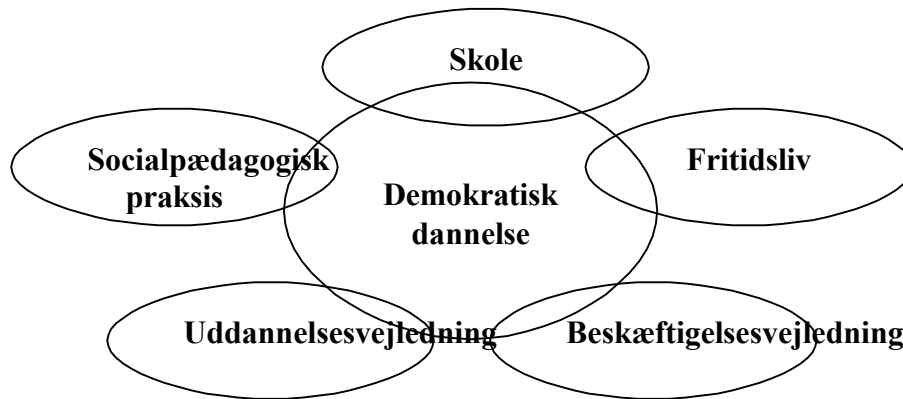 Skole
Socialpædagogisk
praksis
Fritidsliv
Demokratisk
dannelse
Uddannelsesvejledning
Beskæftigelsesvejledning